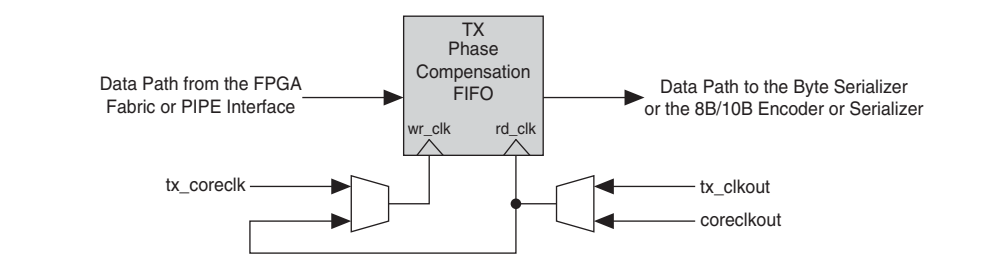 TX
Phase
Compensation
FIFO
Data Path from the FPGA
Fabric or PIPE Interface
Data Path to the Byte Serializer
or the 8B/10B Encoder or Serializer
wr_clk
rd_clk
tx_coreclk
tx_clkout
coreclkout